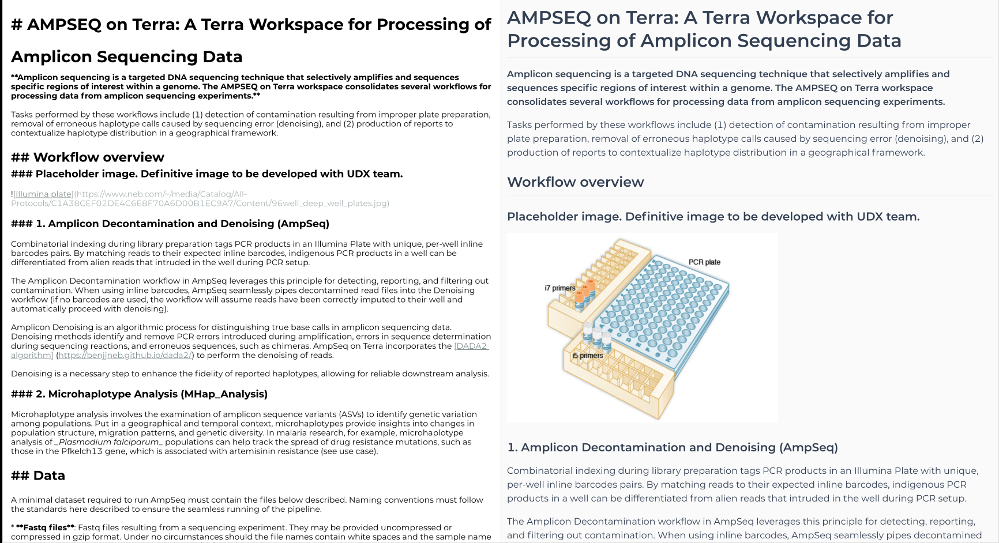 # AMPSEQ on Terra: A Terra Workspace for Processing of
Amplicon Sequencing Data
**Amplicon sequencing is a targeted DNA sequencing technique that selectively amplifies and sequences
specific regions of interest within a genome. The AMPSEQ on Terra workspace consolidates several workflows for
processing data from amplicon sequencing experiments.**
Tasks performed by these workflows include (1) detection of contamination resulting from improper plate preparation,
removal of erroneous haplotype calls caused by sequencing error (denoising), and (2) production of reports to
contextualize haplotype distribution in a geographical framework.
## Workflow overview
### Placeholder image. Definitive image to be developed with UDX team.
![Illumina plate](https://www.neb.com/~/media/Catalog/All-
Protocols/C1A38CEF02DE4C6E8F70A6D00B1EC9A7/Content/96well_deep_well_plates.jpg)
### 1. Amplicon Decontamination and Denoising (AmpSeq)
Combinatorial indexing during library preparation tags PCR products in an Illumina Plate with unique, per-well inline
barcodes pairs. By matching reads to their expected inline barcodes, indigenous PCR products in a well can be
differentiated from alien reads that intruded in the well during PCR setup.
The Amplicon Decontamination workflow in AmpSeq leverages this principle for detecting, reporting, and filtering out
contamination. When using inline barcodes, AmpSeq seamlessly pipes decontaminated read files into the Denoising
workflow (if no barcodes are used, the workflow will assume reads have been correctly imputed to their well and
automatically proceed with denoising).
Amplicon Denoising is an algorithmic process for distinguishing true base calls in amplicon sequencing data.
Denoising methods identify and remove PCR errors introduced during amplification, errors in sequence determination
during sequencing reactions, and erroneuos sequences, such as chimeras. AmpSeq on Terra incorporates the [DADA2
algorithm] (https://benjjneb.github.io/dada2/) to perform the denoising of reads.
Denoising is a necessary step to enhance the fidelity of reported haplotypes, allowing for reliable downstream analysis.
### 2. Microhaplotype Analysis (MHap_Analysis)
Microhaplotype analysis involves the examination of amplicon sequence variants (ASVs) to identify genetic variation
among populations. Put in a geographical and temporal context, microhaplotypes provide insights into changes in
population structure, migration patterns, and genetic diversity. In malaria research, for example, microhaplotype
analysis of _Plasmodium falciparum_ populations can help track the spread of drug resistance mutations, such as
those in the Pfkelch13 gene, which is associated with artemisinin resistance (see use case).
## Data
A minimal dataset required to run AmpSeq must contain the files below described. Naming conventions must follow
the standards here described to ensure the seamless running of the pipeline.
* **Fastq files**: Fastq files resulting from a sequencing experiment. They may be provided uncompressed or
compressed in gzip format. Under no circumstances should the file names contain white spaces and the sample name
AMPSEQ on Terra: A Terra Workspace for
Processing of Amplicon Sequencing Data
Amplicon sequencing is a targeted DNA sequencing technique that selectively amplifies and
sequences specific regions of interest within a genome. The AMPSEQ on Terra workspace
consolidates several workflows for processing data from amplicon sequencing experiments.
Tasks performed by these workflows include (1) detection of contamination resulting from improper
plate preparation, removal of erroneous haplotype calls caused by sequencing error (denoising), and (2)
production of reports to contextualize haplotype distribution in a geographical framework.
Workflow overview
Placeholder image. Definitive image to be developed with UDX team.
PCR plate
i7 primers
i5 primers
1. Amplicon Decontamination and Denoising (AmpSeq)
Combinatorial indexing during library preparation tags PCR products in an Illumina Plate with unique,
per-well inline barcodes pairs. By matching reads to their expected inline barcodes, indigenous PCR
products in a well can be differentiated from alien reads that intruded in the well during PCR setup.
The Amplicon Decontamination workflow in AmpSeq leverages this principle for detecting, reporting,
and filtering out contamination. When using inline barcodes, AmpSeq seamlessly pipes decontaminated